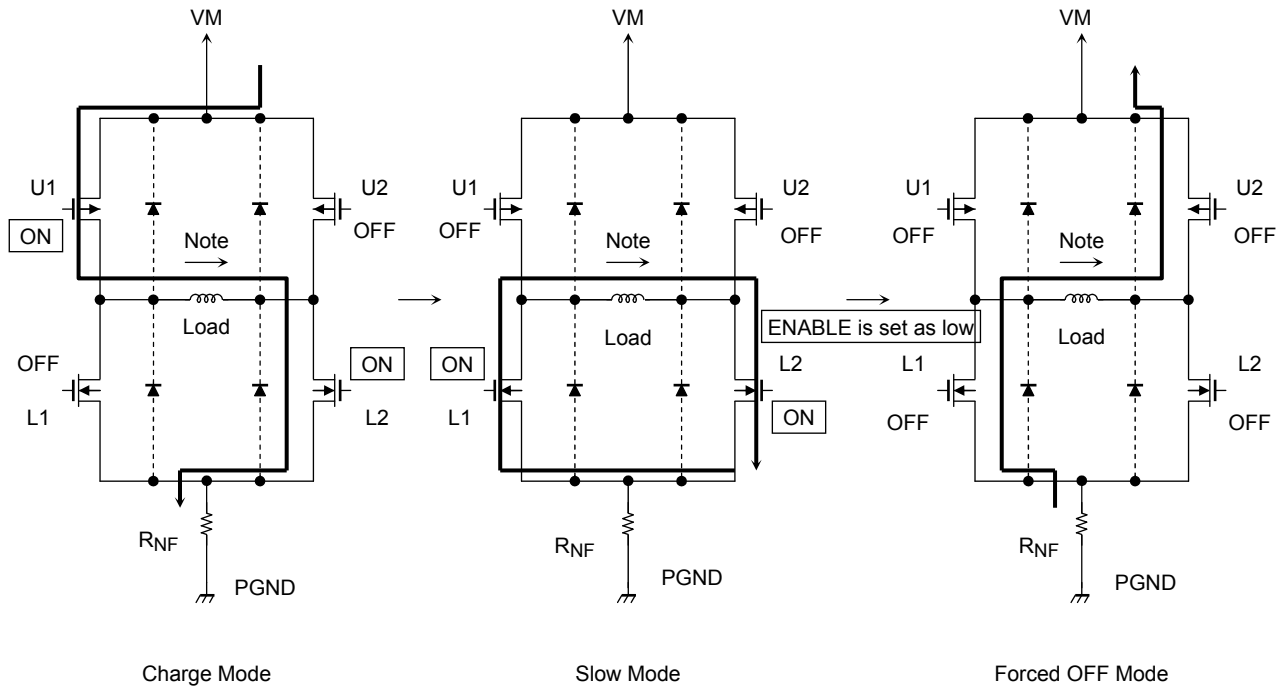 VM
U1
ON
U2
OFF
Note
Load
OFF
L1
ON
L2
RNF
PGND
Charge Mode
VM
U1
OFF
U2
OFF
Note
Load
ON
L1
L2
ON
RNF
PGND
Slow Mode
ENABLE is set as low
VM
U1
OFF
U2
OFF
Note
Load
L1
OFF
L2
OFF
RNF
PGND
Forced OFF Mode